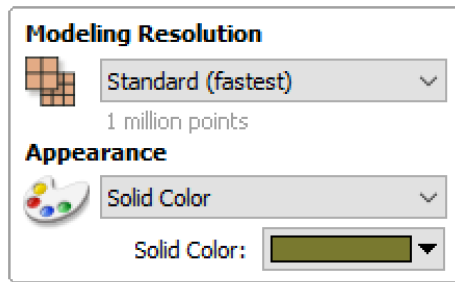 Modeling Resolution
Standard (fastest)
1 million points
Appearance
Solid Color
Solid Color: